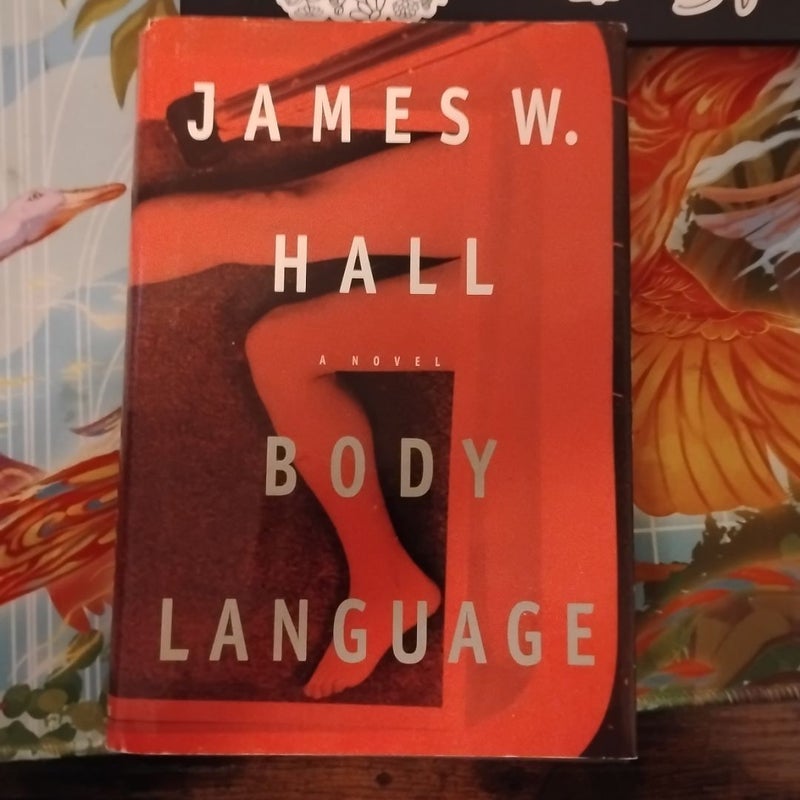 JAMES W.
HALL
A NOVEL
BODY
LANGUAGE